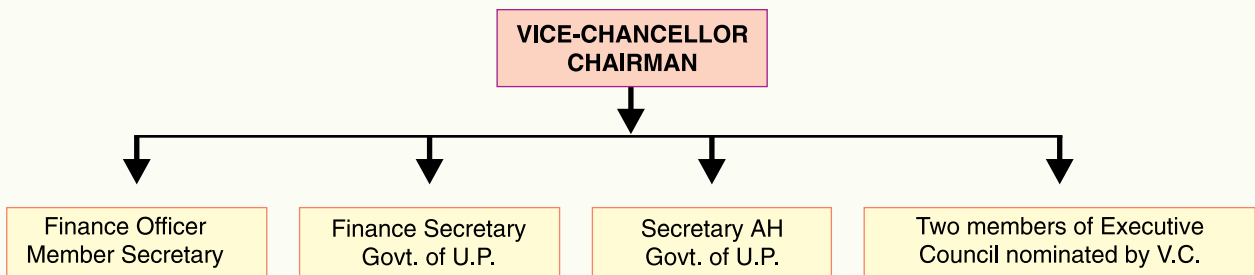 VICE-CHANCELLOR
CHAIRMAN
Finance Officer
Member Secretary
Finance Secretary
Govt. of U.P.
Secretary AH
Govt. of U.P.
Two members of Executive
Council nominated by V.C.